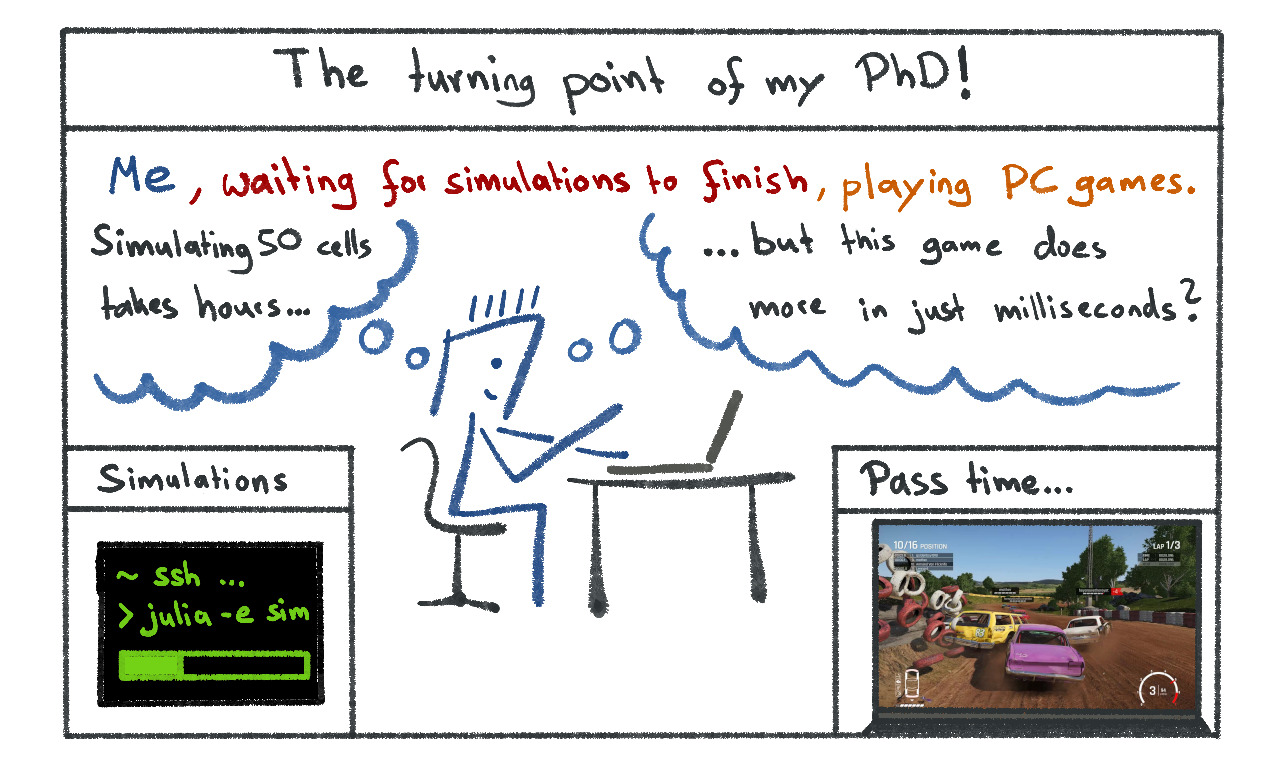 The turning point of my PhD!
Me, waiting for simulations to finish, playing PC games.
Simulating 50 cells
takes hours...
...but this game does
more in just milliseconds?
Simulations
~ ssh ...
> julia -e sim
Pass time...
10/16 POSITION
LAP 1/3
3